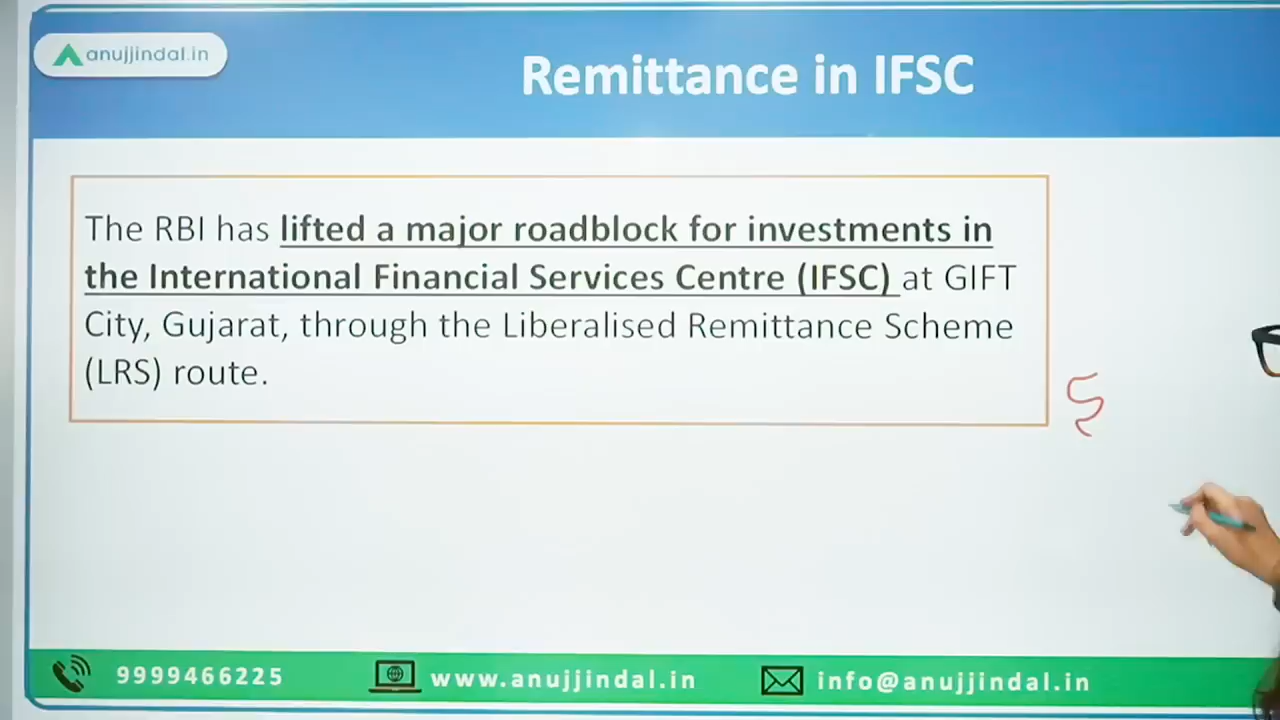 anujjindal.in
Remittance in IFSC
The RBI has lifted a major roadblock for investments in
the International Financial Services Centre (IFSC) at GIFT
City, Gujarat, through the Liberalised Remittance Scheme
(LRS) route.
9999466225 www.anujjindal.in info@anujjindal.in